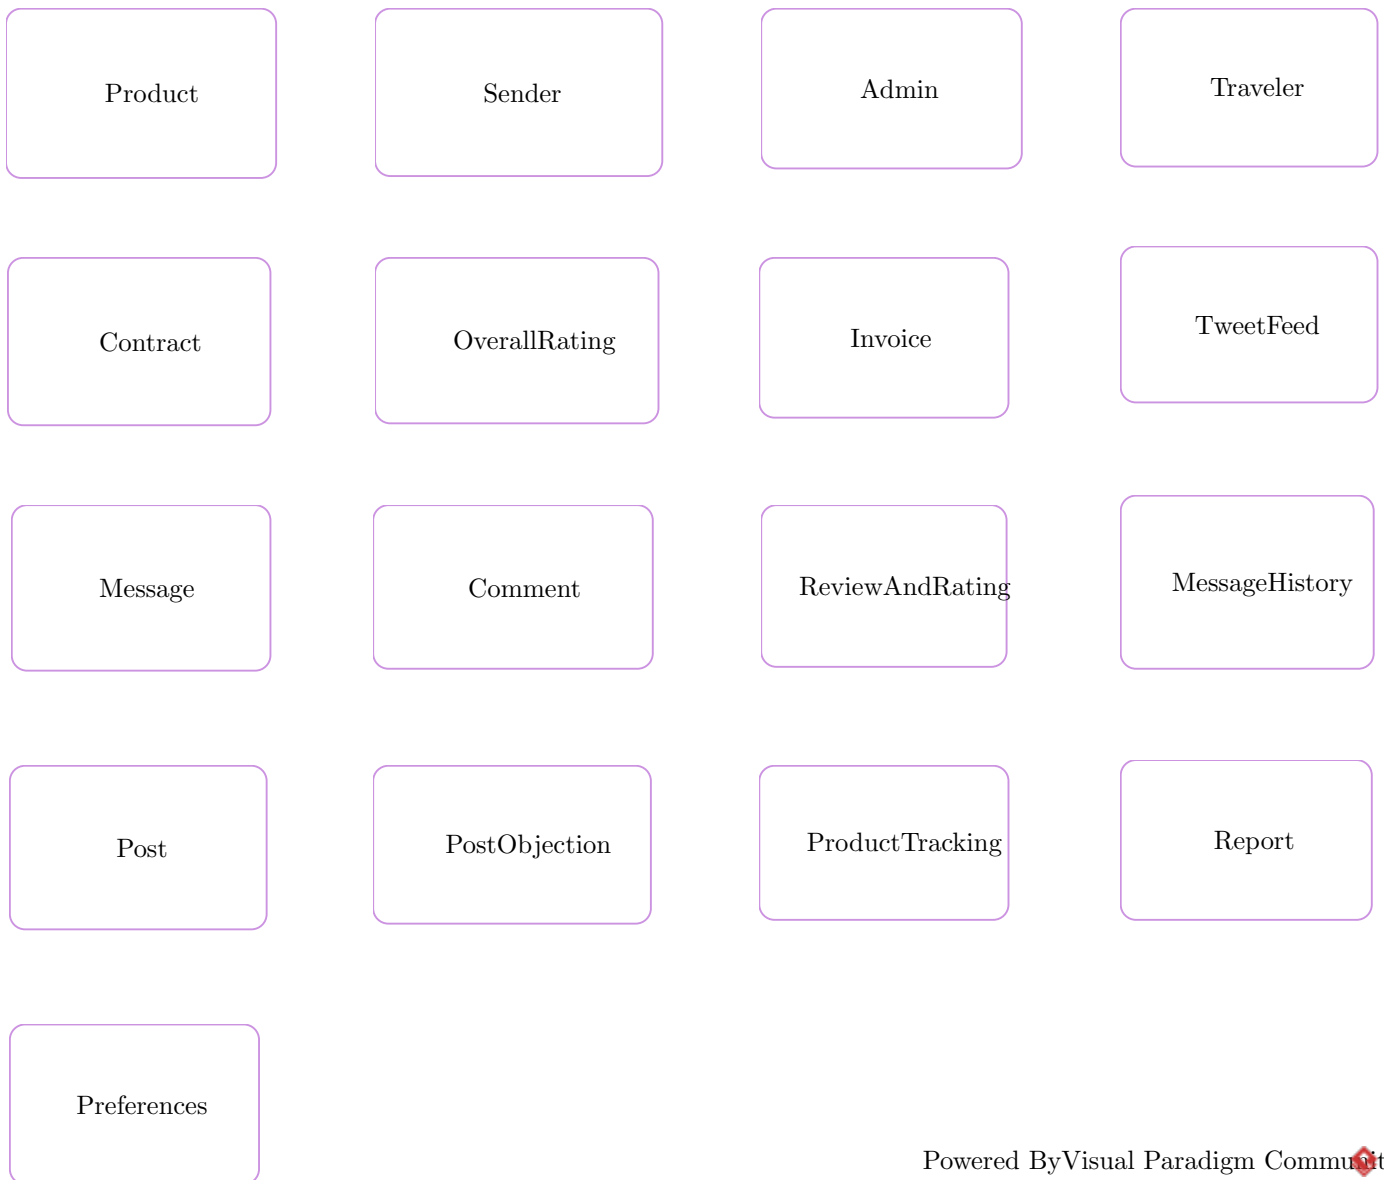 Product
Sender
Admin
Traveler
Contract
OverallRating
Invoice
TweetFeed
Message
Comment
ReviewAndRating
MessageHistory
Post
PostObjection
ProductTracking
Report
Preferences
Powered ByVisual Paradigm